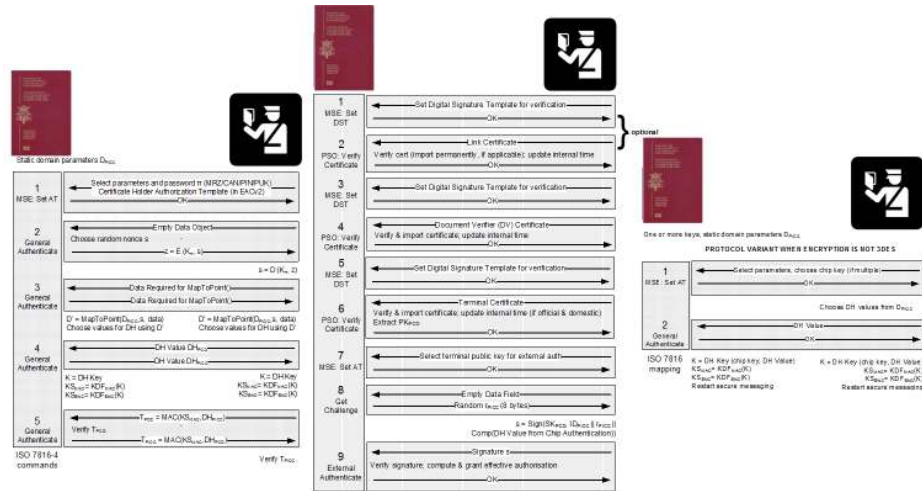 Static domain parameters D_PICC
1
MSE: Set AT
Select parameters and password π (MRZ/CAN/PIN/PUK)
Certificate Holder Authorization Template (in EACv2)
OK
2
General
Authenticate
Empty Data Object
Choose random nonce s
z = E (K_π, s)
s = D (K_π, z)
3
General
Authenticate
Data Required for MapToPoint()
Data Required for MapToPoint()
D' = MapToPoint(D_PICC, s, data)
Choose values for DH using D'
D' = MapToPoint(D_PICC, s, data)
Choose values for DH using D'
4
General
Authenticate
DH Value DH_PCD
DH Value DH_PICC
K = DH Key
KS_MAC = KDF_MAC(K)
KS_ENC = KDF_ENC(K)
K = DH Key
KS_MAC = KDF_MAC(K)
KS_ENC = KDF_ENC(K)
5
General
Authenticate
T_PCD = MAC(KS_MAC, DH_PICC)
Verify T_PCD
T_PICC = MAC(KS_MAC, DH_PCD)
ISO 7816-4
commands
Verify T_PICC
1
MSE: Set
DST
Set Digital Signature Template for verification
OK
2
PSO: Verify
Certificate
Link Certificate
Verify cert (import permanently, if applicable); update internal time
OK
optional
3
MSE: Set
DST
Set Digital Signature Template for verification
OK
4
PSO: Verify
Certificate
Document Verifier (DV) Certificate
Verify & import certificate; update internal time
OK
5
MSE: Set
DST
Set Digital Signature Template for verification
OK
6
PSO: Verify
Certificate
Terminal Certificate
Verify & import certificate; update internal time (if official & domestic)
Extract PK_PCD
OK
7
MSE: Set AT
Select terminal public key for external auth
OK
8
Get
Challenge
Empty Data Field
Random r_PICC (8 bytes)
s = Sign(SK_PCD, ID_PICC || r_PICC ||
Comp(DH Value from Chip Authentication))
9
External
Authenticate
Signature s
Verify signature; compute & grant effective authorisation
OK
One or more keys, static domain parameters D_PICC
PROTOCOL VARIANT WHEN ENCRYPTION IS NOT 3DES
1
MSE: Set AT
Select parameters, choose chip key (if multiple)
OK
Chooses DH values from D_PICC
2
General
Authenticate
DH Value
OK
ISO 7816
mapping
K = DH Key (chip key, DH Value)
KS_MAC = KDF_MAC(K)
KS_ENC = KDF_ENC(K)
Restart secure messaging
K = DH Key (chip key, DH Value)
KS_MAC = KDF_MAC(K)
KS_ENC = KDF_ENC(K)
Restart secure messaging